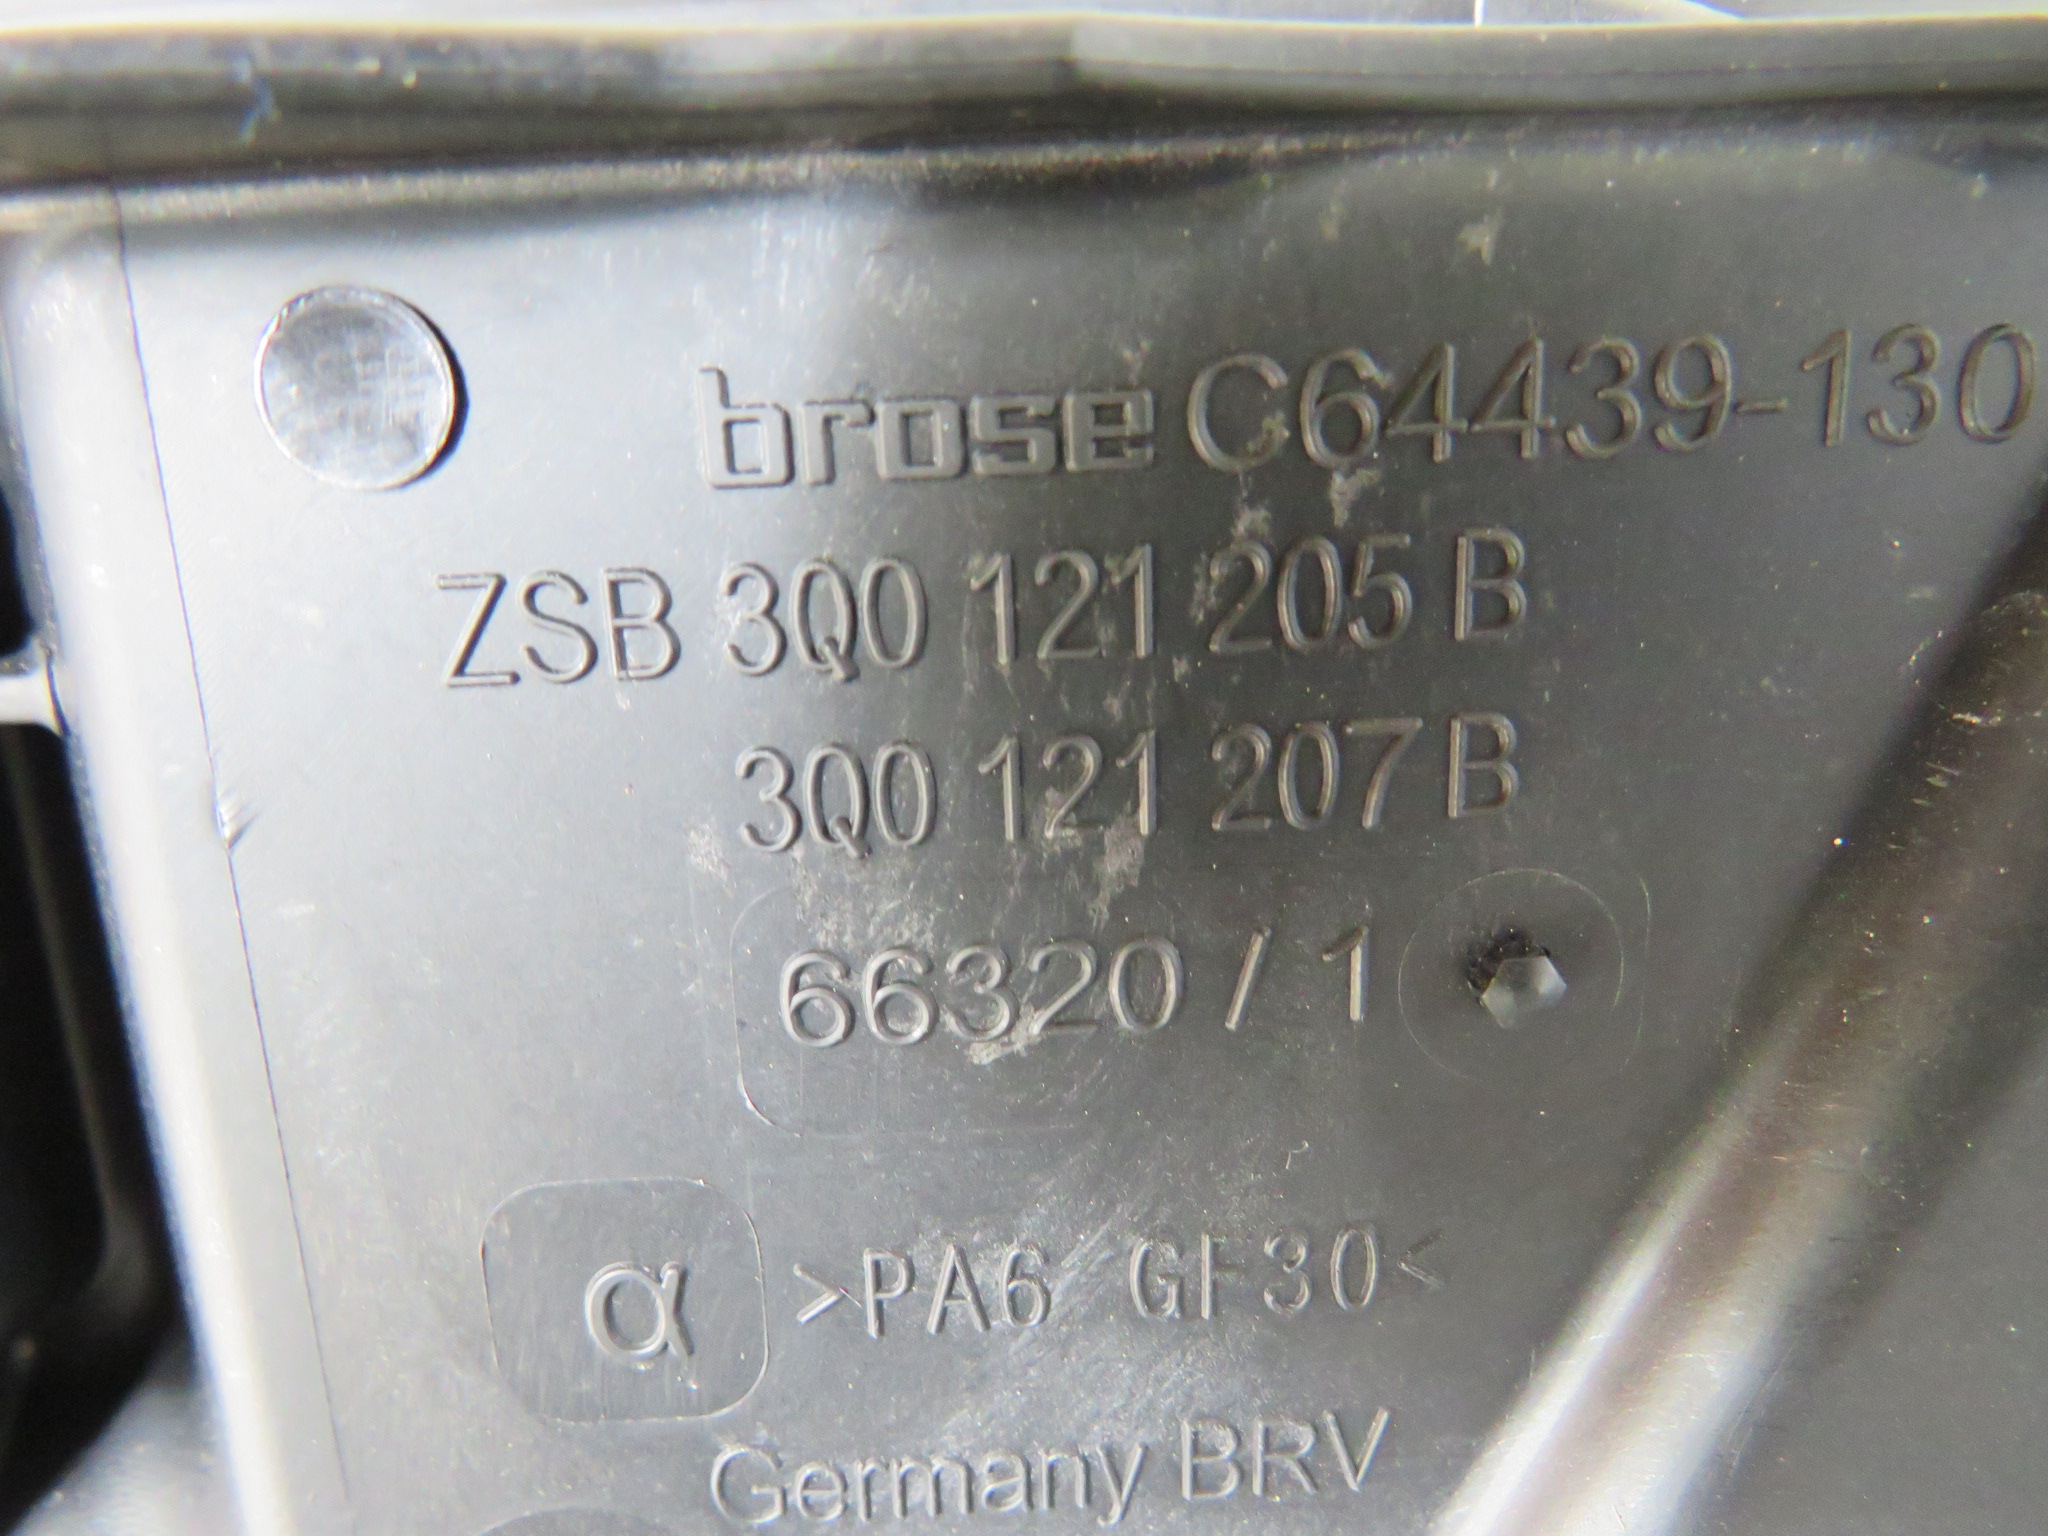 brose C64439-130
ZSB 3Q0 121 205 B
3Q0 121 207 B
66320 / 1
α >PA6 GF30<
Germany BRV